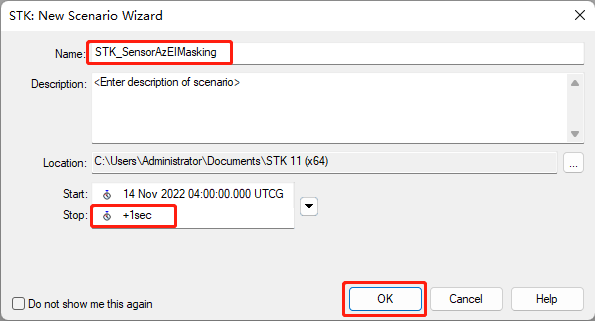 STK: New Scenario Wizard
Name: STK_SensorAzElMasking
Description: <Enter description of scenario>
Location: C:\Users\Administrator\Documents\STK 11 (x64)
...
Start: 14 Nov 2022 04:00:00.000 UTCG
Stop: +1sec
Do not show me this again OK Cancel Help